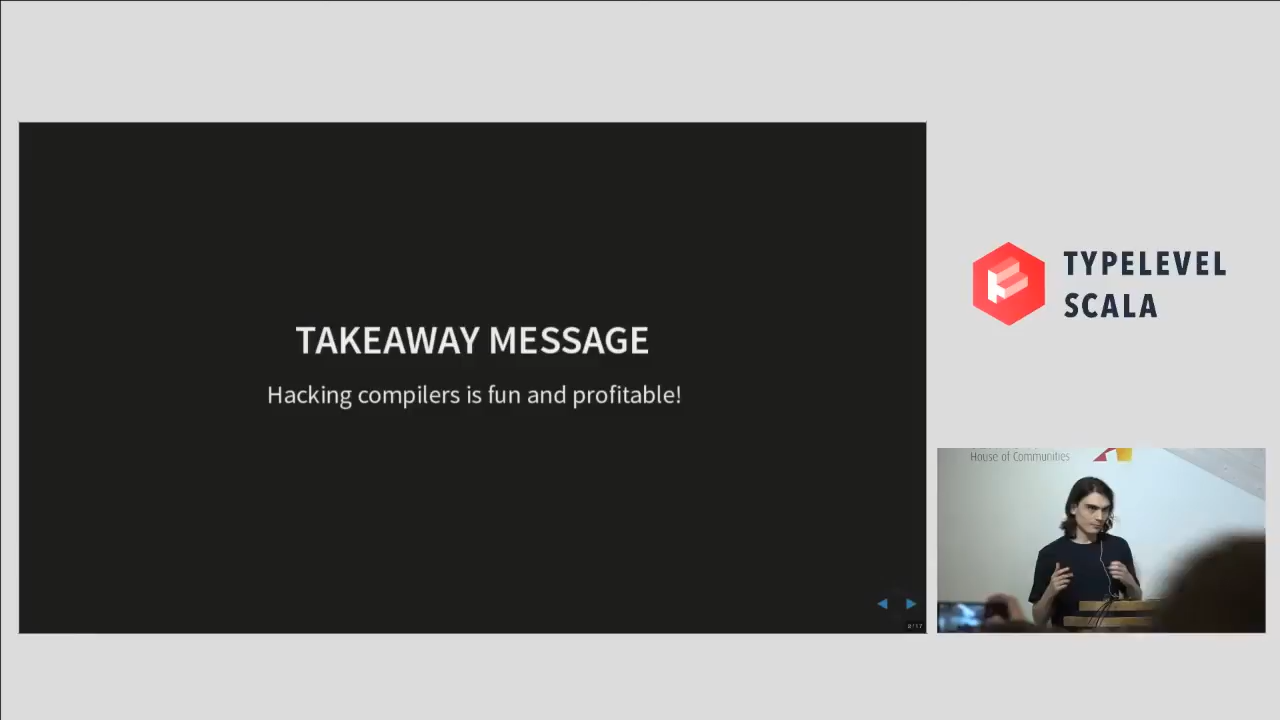 TAKEAWAY MESSAGE
Hacking compilers is fun and profitable!
TYPELEVEL
SCALA
House of Communities